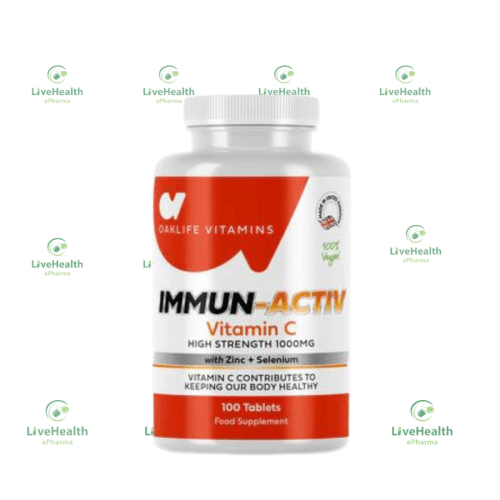 LiveHealth
ePharma
LiveHealth
ePharma
LiveHealth
ePharma
LiveHealth
ePharma
OAKLIFE VITAMINS
100%
Vegan
LiveHealth
ePharma
LiveHealth
ePharma
IMMUN-ACTIV
Vitamin C
HIGH STRENGTH 1000MG
with Zinc + Selenium
VITAMIN C CONTRIBUTES TO
KEEPING OUR BODY HEALTHY
100 Tablets
Food Supplement
LiveHealth
ePharma
LiveHealth
ePharma